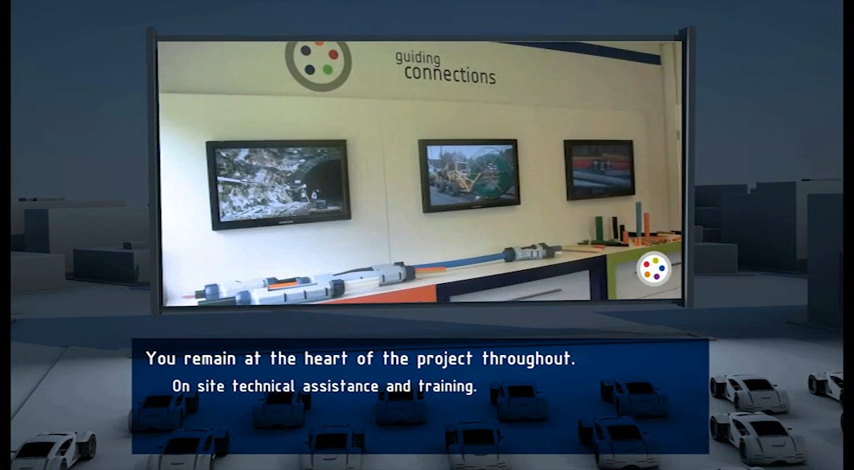 guiding
connections
You remain at the heart of the project throughout.
On site technical assistance and training.